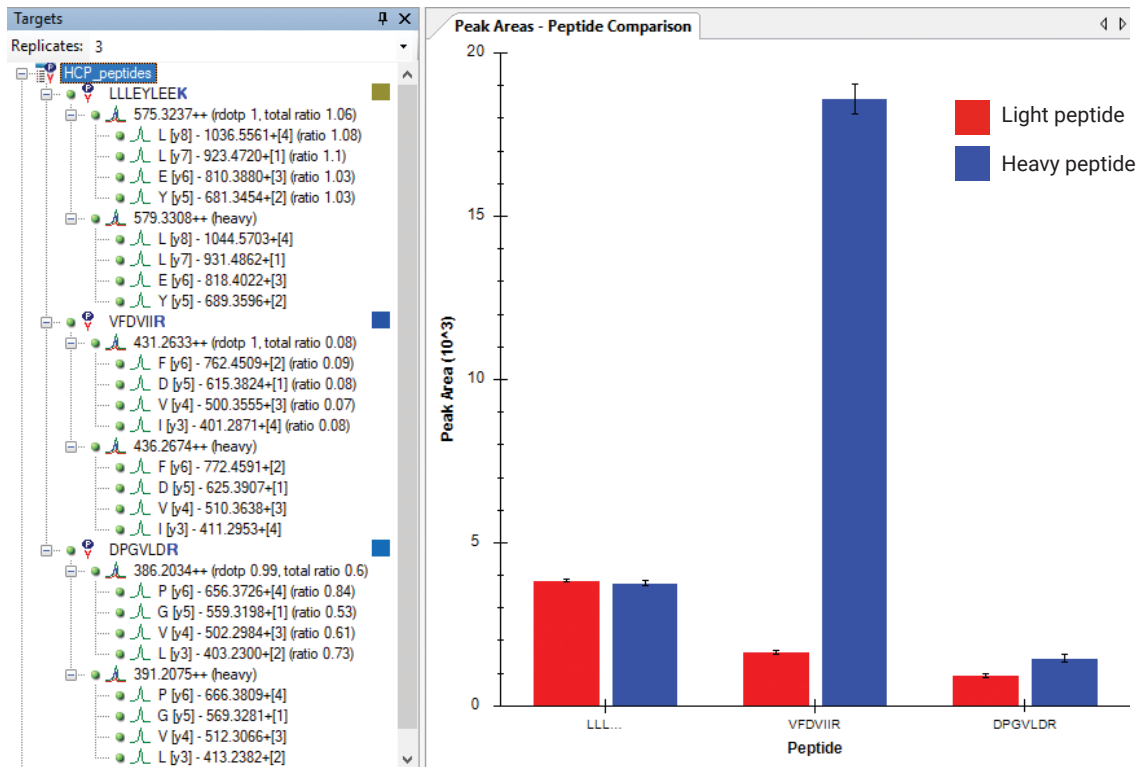 Targets
Replicates: 3
HCP_peptides
LLLEYLEEK
575.3237++ (rdotp 1, total ratio 1.06)
L [y8] - 1036.5561+[4] (ratio 1.08)
L [y7] - 923.4720+[1] (ratio 1.1)
E [y6] - 810.3880+[3] (ratio 1.03)
Y [y5] - 681.3454+[2] (ratio 1.03)
579.3308++ (heavy)
L [y8] - 1044.5703+[4]
L [y7] - 931.4862+[1]
E [y6] - 818.4022+[3]
Y [y5] - 689.3596+[2]
VFDVIIR
431.2633++ (rdotp 1, total ratio 0.08)
F [y6] - 762.4509+[2] (ratio 0.09)
D [y5] - 615.3824+[1] (ratio 0.08)
V [y4] - 500.3555+[3] (ratio 0.07)
I [y3] - 401.2871+[4] (ratio 0.08)
436.2674++ (heavy)
F [y6] - 772.4591+[2]
D [y5] - 625.3907+[1]
V [y4] - 510.3638+[3]
I [y3] - 411.2953+[4]
DPGVLDR
386.2034++ (rdotp 0.99, total ratio 0.6)
P [y6] - 656.3726+[4] (ratio 0.84)
G [y5] - 559.3198+[1] (ratio 0.53)
V [y4] - 502.2984+[3] (ratio 0.61)
L [y3] - 403.2300+[2] (ratio 0.73)
391.2075++ (heavy)
P [y6] - 666.3809+[4]
G [y5] - 569.3281+[1]
V [y4] - 512.3066+[3]
L [y3] - 413.2382+[2]
Peak Areas - Peptide Comparison
Peak Area (10^3)
20
15
10
5
0
Light peptide
Heavy peptide
LLL... VFDVIIR DPGVLDR
Peptide